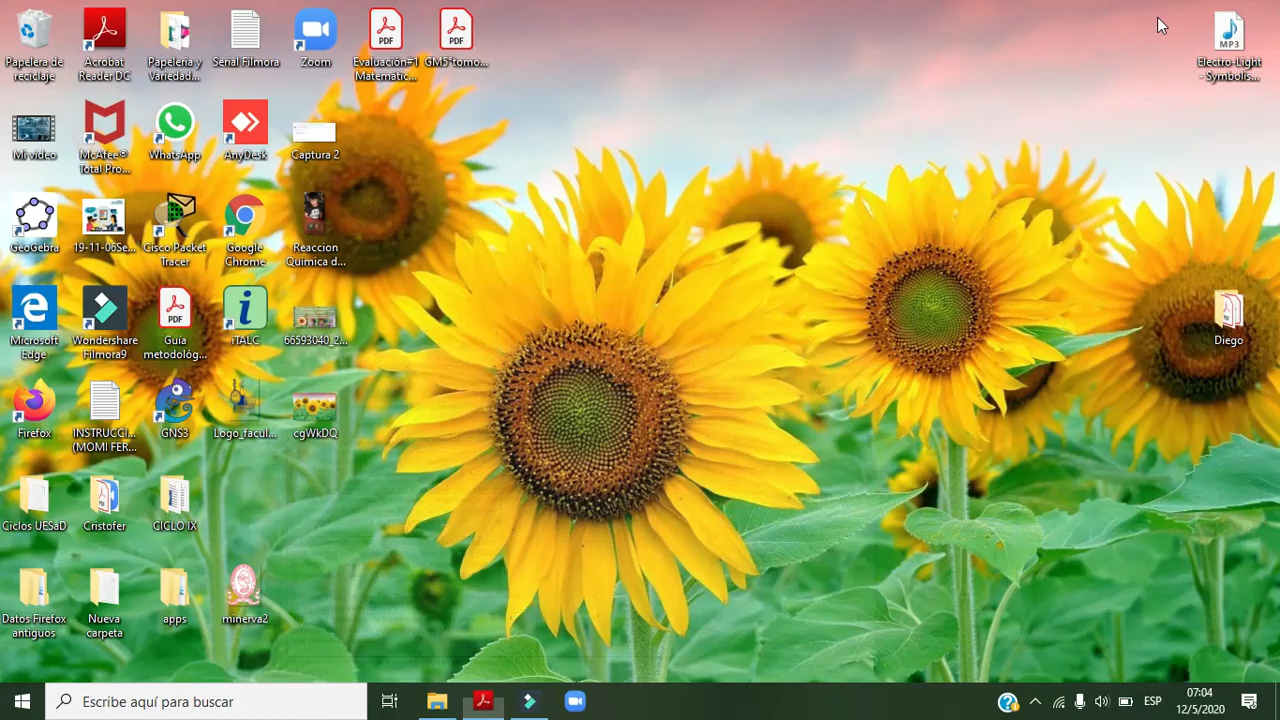 Papelera de
reciclaje
Acrobat
Reader DC
Papeleria y
Variedad...
Serial Filmora
Zoom
PDF
Evaluación#1
Matemátic...
PDF
GM5°tomo...
MP3
Electro-Light
- Symbolis...
Mi video
McAfee®
Total Pro...
WhatsApp
AnyDesk
Captura 2
GeoGebra
19-11-06Se...
Cisco Packet
Tracer
Google
Chrome
Reaccion
Quimica d...
Microsoft
Edge
Wondershare
Filmora9
PDF
Guia
metodológ...
iTALC
66593040_2...
Diego
Firefox
INSTRUCCI...
(MOMI FER...
GNS3
Logo_facul...
cgWkDQ
Ciclos UESaD
Cristofer
CICLO IX
Datos Firefox
antiguos
Nueva
carpeta
apps
minerva2
Escribe aquí para buscar
ESP
07:04
12/5/2020